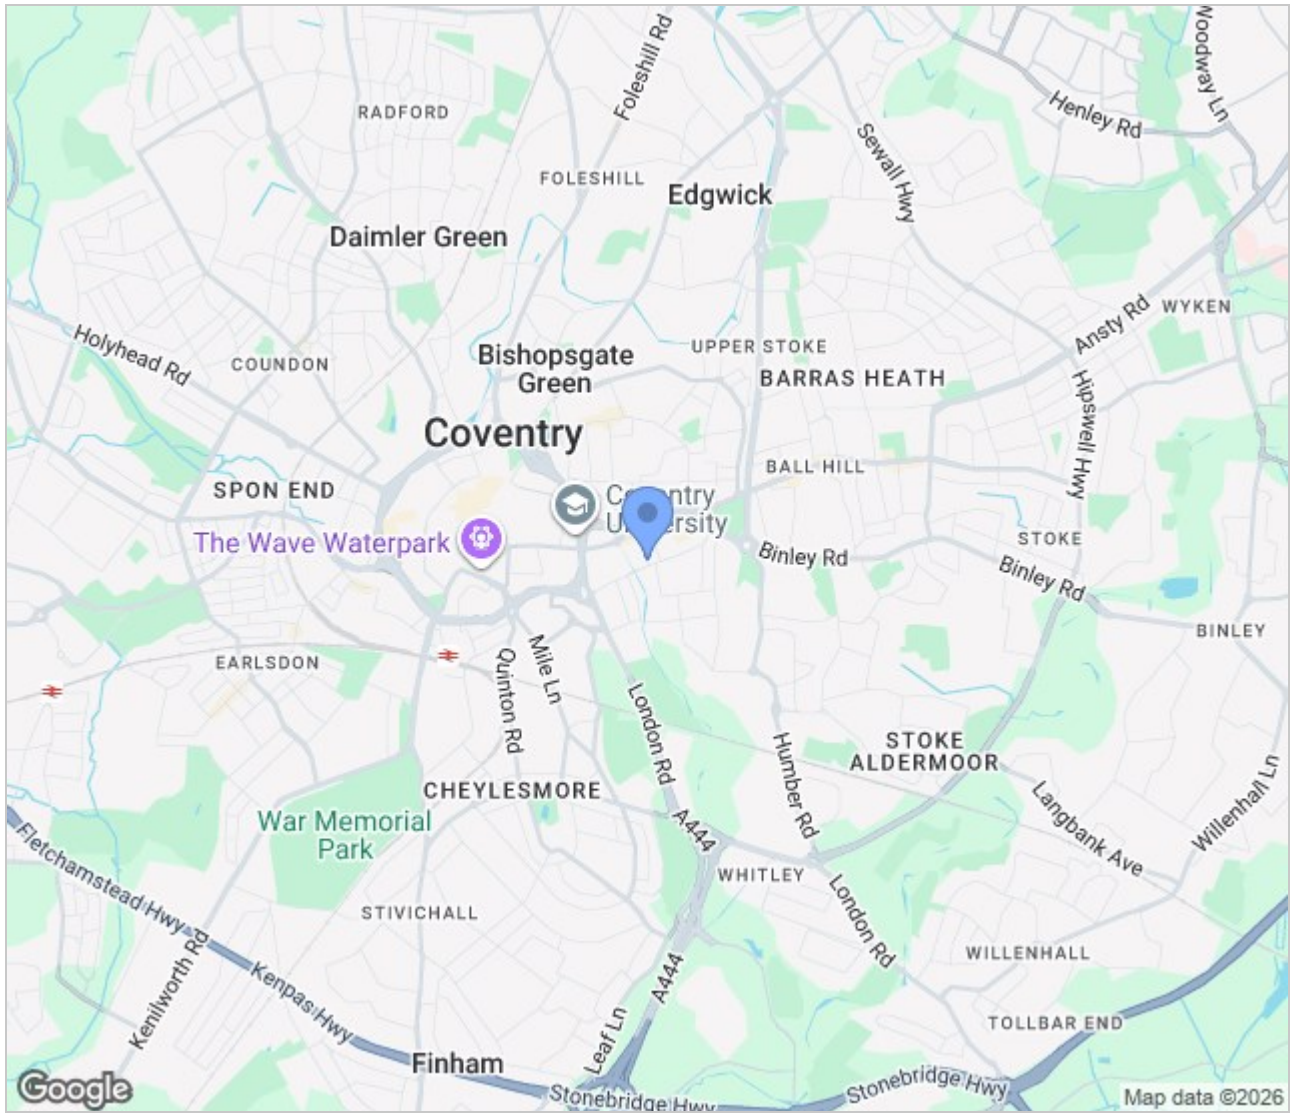 Foleshill Rd
Woodway Ln
RADFORD
Henley Rd
Sewall Hwy
FOLESHILL
Edgwick
Daimler Green
WYKEN
Ansty Rd
Holyhead Rd
UPPER STOKE
Bishopsgate
Green
COUNDON
BARRAS HEATH
Hipswell Hwy
Coventry
BALL HILL
SPON END
Coventry
University
The Wave Waterpark
STOKE
Binley Rd
Binley Rd
BINLEY
EARLSDON
Mile Ln
Quinton Rd
London Rd
STOKE
ALDERMOOR
Humber Rd
CHEYLESMORE
War Memorial
Park
Langbank Ave
Willenhall Ln
A444
Fletchamstead Hwy
WHITLEY
STIVICHALL
London Rd
WILLENHALL
Kenilworth Rd
Kenpas Hwy
A444
TOLLBAR END
Leaf Ln
Finham
Stonebridge Hwy
Stonebridge Hwy
Google
Map data ©2026